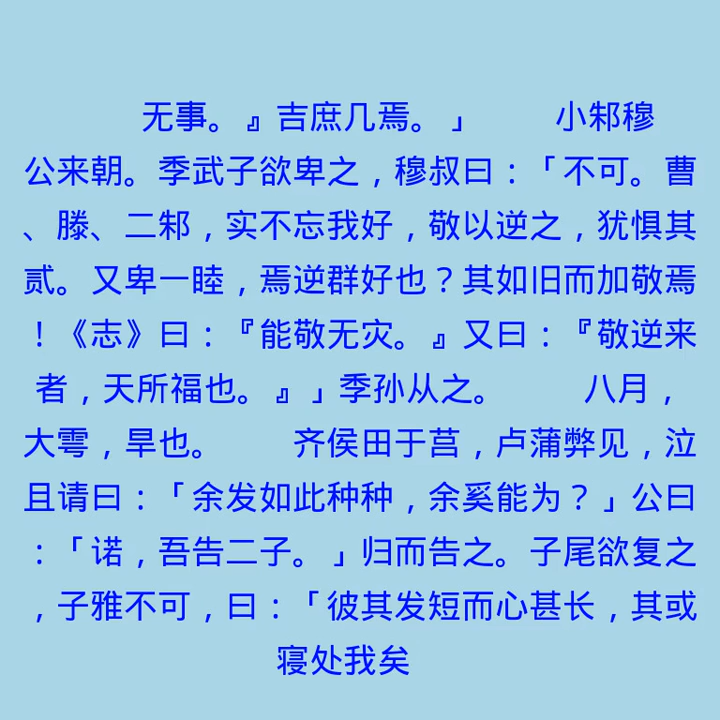 无事。』吉庶几焉。」　　小邾穆
公来朝。季武子欲卑之，穆叔曰：「不可。曹
、滕、二邾，实不忘我好，敬以逆之，犹惧其
贰。又卑一睦，焉逆群好也？其如旧而加敬焉
！《志》曰：『能敬无灾。』又曰：『敬逆来
者，天所福也。』」季孙从之。　　八月，
大雩，旱也。　　齐侯田于莒，卢蒲弊见，泣
且请曰：「余发如此种种，余奚能为？」公曰
：「诺，吾告二子。」归而告之。子尾欲复之
，子雅不可，曰：「彼其发短而心甚长，其或
寝处我矣